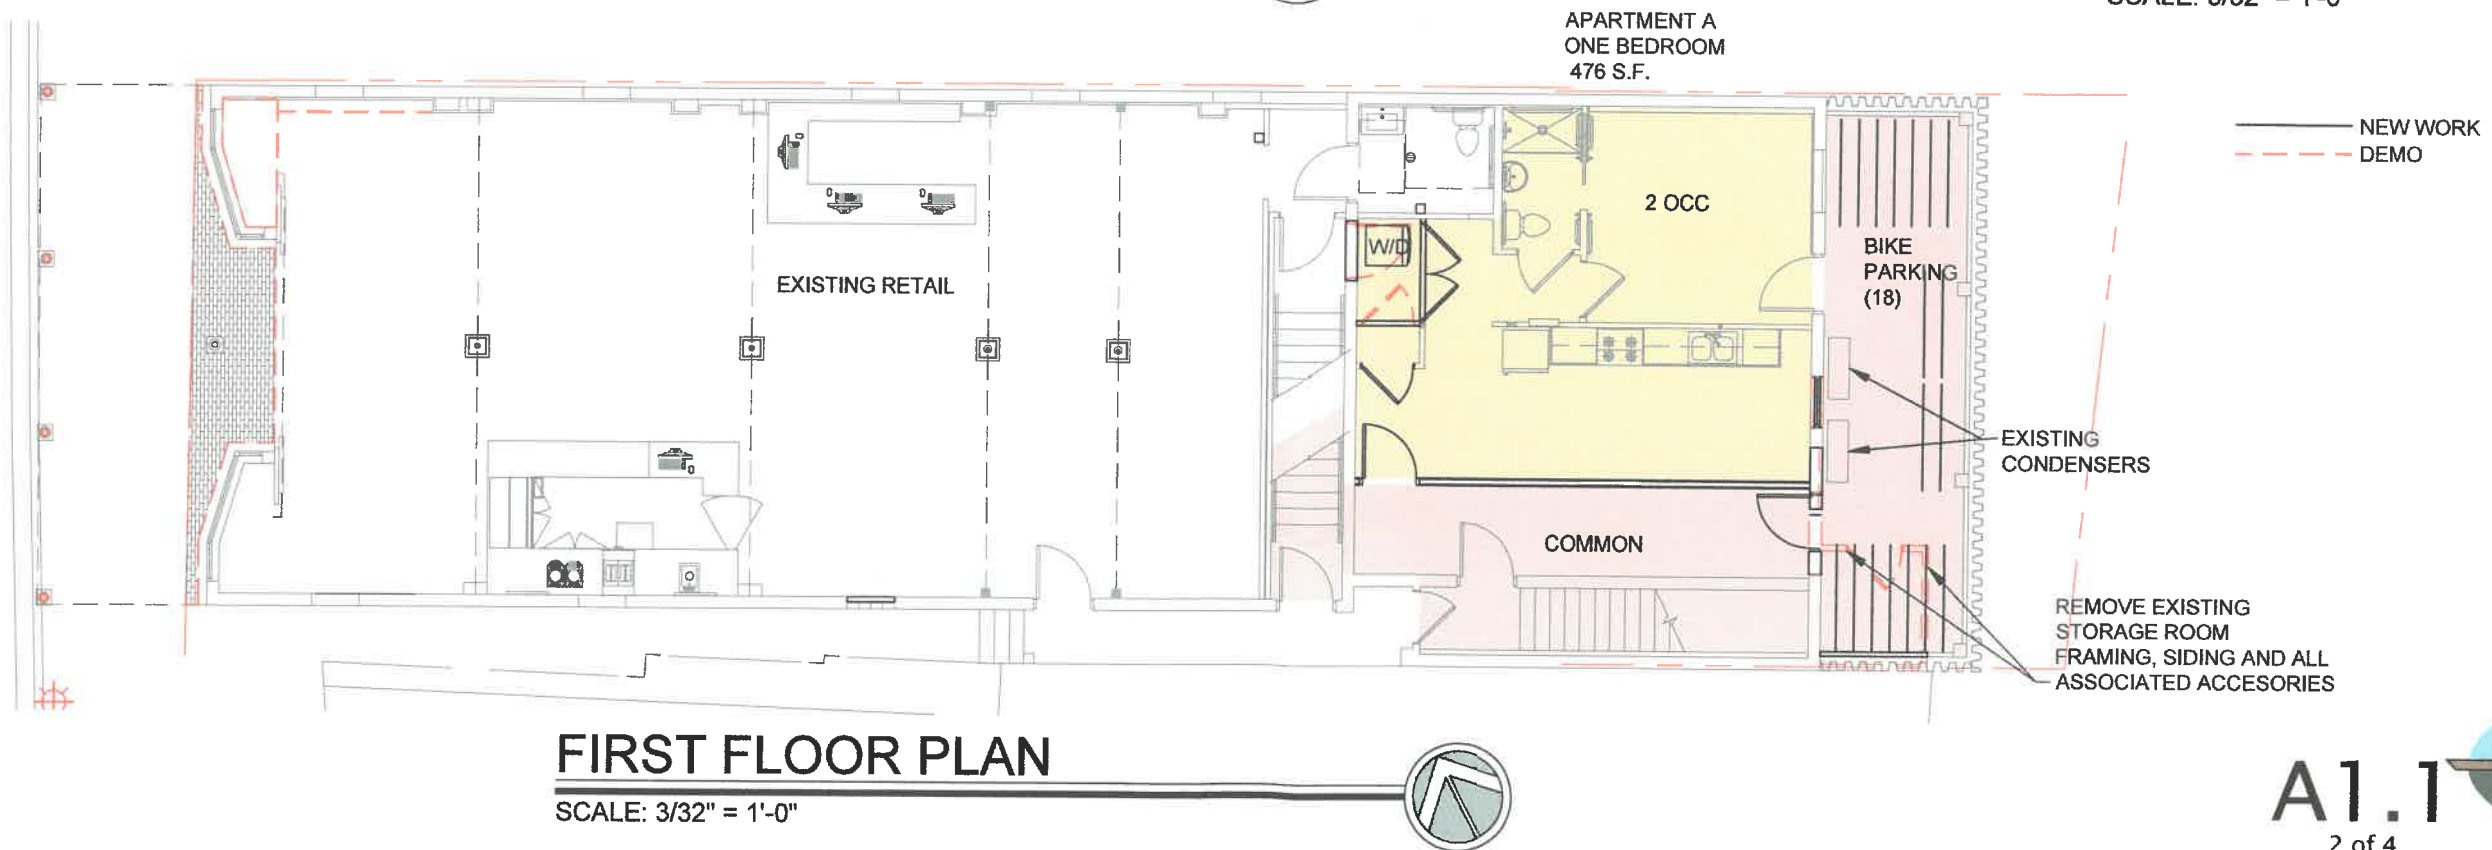 APARTMENT A
ONE BEDROOM
476 S.F.
NEW WORK
DEMO
2 OCC
W/D
BIKE
PARKING
(18)
EXISTING RETAIL
EXISTING
CONDENSERS
COMMON
REMOVE EXISTING
STORAGE ROOM
FRAMING, SIDING AND ALL
ASSOCIATED ACCESORIES
FIRST FLOOR PLAN
SCALE: 3/32" = 1'-0"
A1.1
2 of 4